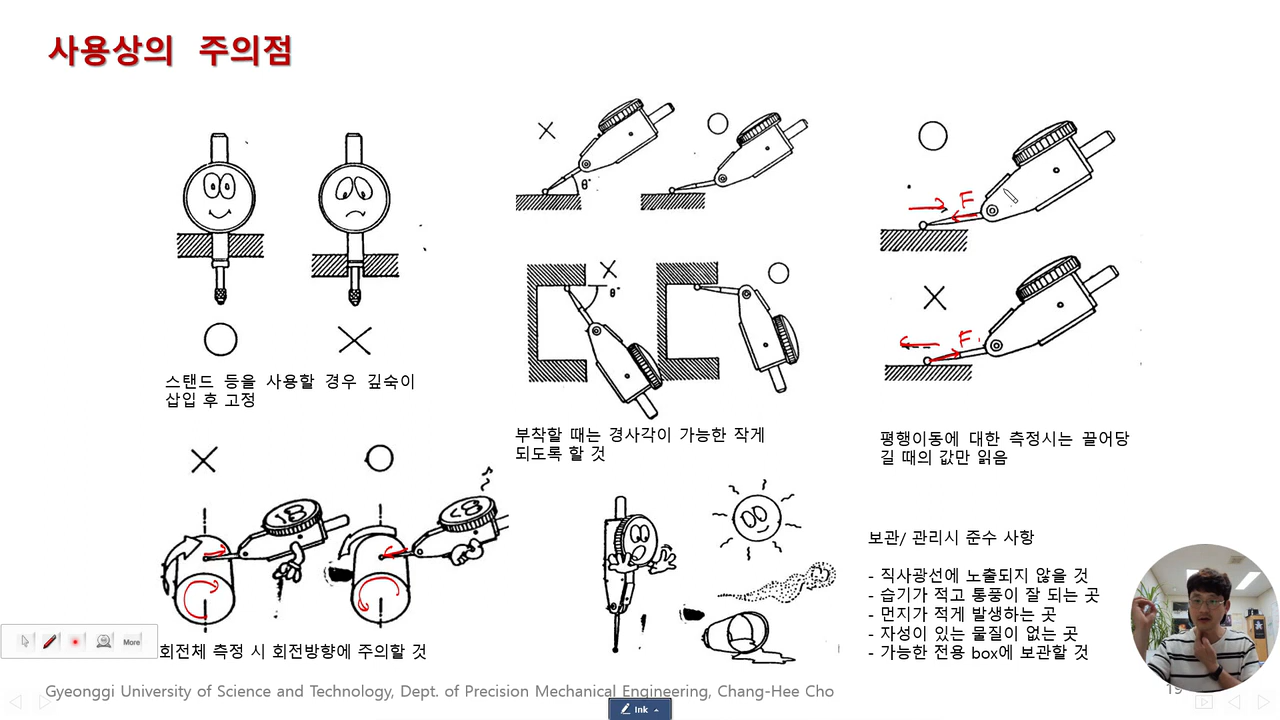 사용상의 주의점
스탠드 등을 사용할 경우 깊숙이
삽입 후 고정
θ°
θ°
부착할 때는 경사각이 가능한 작게
되도록 할 것
F
F
평행이동에 대한 측정시는 끌어당
길 때의 값만 읽음
회전체 측정 시 회전방향에 주의할 것
보관/ 관리시 준수 사항
- 직사광선에 노출되지 않을 것
- 습기가 적고 통풍이 잘 되는 곳
- 먼지가 적게 발생하는 곳
- 자성이 있는 물질이 없는 곳
- 가능한 전용 box에 보관할 것
More
Gyeonggi University of Science and Technology, Dept. of Precision Mechanical Engineering, Chang-Hee Cho
19
Ink